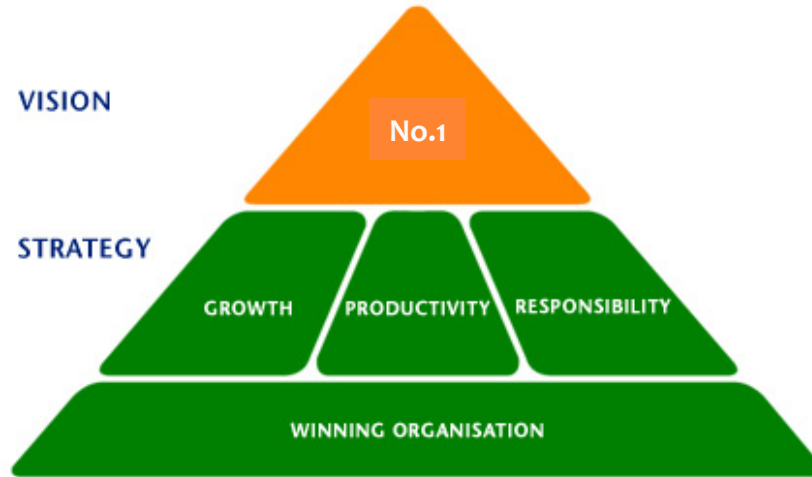 VISION
No.1
STRATEGY
GROWTH
PRODUCTIVITY
RESPONSIBILITY
WINNING ORGANISATION